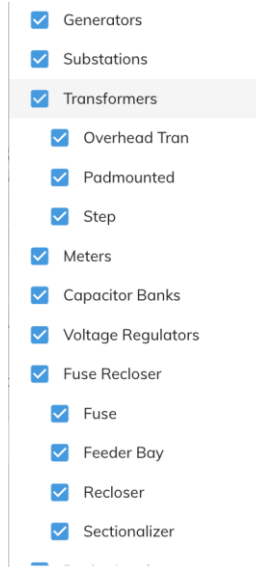 Generators
Substations
Transformers
Overhead Tran
Padmounted
Step
Meters
Capacitor Banks
Voltage Regulators
Fuse Recloser
Fuse
Feeder Bay
Recloser
Sectionalizer